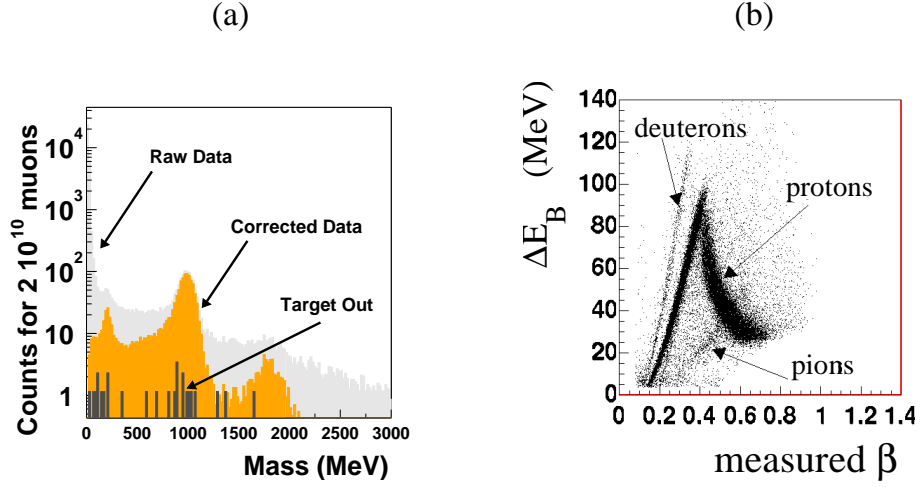 (a)
Counts for 2 10^10 muons
10^4
10^3
10^2
10
1
Raw Data
Corrected Data
Target Out
0
500
1000
1500
2000
2500
3000
Mass (MeV)
(b)
ΔE_B (MeV)
140
120
100
80
60
40
20
0
deuterons
protons
pions
0
0.2
0.4
0.6
0.8
1
1.2
1.4
measured β